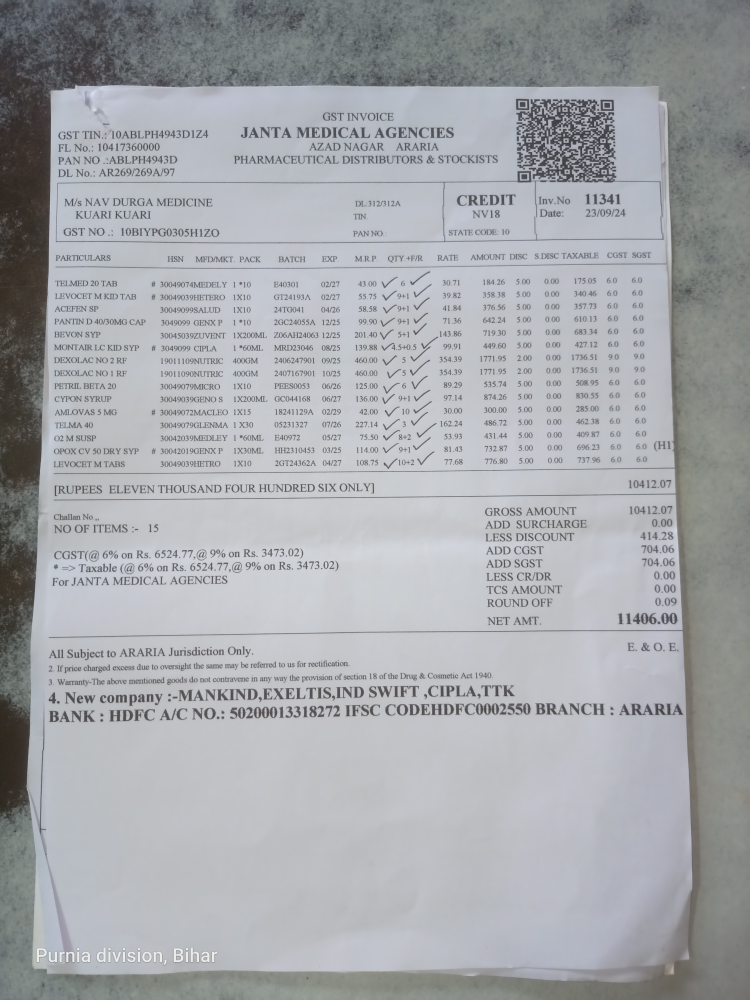 GST INVOICE
GST TIN.: 10ABLPH4943D1Z4
JANTA MEDICAL AGENCIES
FL No.: 10417360000
AZAD NAGAR ARARIA
PAN NO .:ABLPH4943D
PHARMACEUTICAL DISTRIBUTORS & STOCKISTS
DL No.: AR269/269A/97
M/s NAV DURGA MEDICINE DL:312/312A CREDIT Inv.No 11341
KUARI KUARI TIN. NV18 Date: 23/09/24
GST NO .: 10BIYPG0305H1ZO PAN NO : STATE CODE: 10
PARTICULARS HSN MFD/MKT. PACK BATCH EXP. M.R.P. QTY.+F/R RATE AMOUNT DISC S.DISC TAXABLE CGST SGST
TELMED 20 TAB # 30049074MEDELY 1 *10 E40301 02/27 43.00 6 30.71 184.26 5.00 0.00 175.05 6.0 6.0
LEVOCET M KID TAB # 30049039HETERO 1X10 GT24193A 02/27 55.75 9+1 39.82 358.38 5.00 0.00 340.46 6.0 6.0
ACEFEN SP 30049099SALUD 1X10 24TG041 04/26 58.58 9+1 41.84 376.56 5.00 0.00 357.73 6.0 6.0
PANTIN D 40/30MG CAP 3049099 GENX P 1 *10 2GC24055A 12/25 99.90 9+1 71.36 642.24 5.00 0.00 610.13 6.0 6.0
BEVON SYP 30045039ZUVENT 1X200ML Z06AH24063 12/25 201.40 5+1 143.86 719.30 5.00 0.00 683.34 6.0 6.0
MONTAIR LC KID SYP # 3049099 CIPLA 1 *60ML MRD23046 08/25 139.88 4.5+0.5 99.91 449.60 5.00 0.00 427.12 6.0 6.0
DEXOLAC NO 2 RF 19011109NUTRIC 400GM 2406247901 09/25 460.00 5 354.39 1771.95 2.00 0.00 1736.51 9.0 9.0
DEXOLAC NO 1 RF 19011090NUTRIC 400GM 2407167901 10/25 460.00 5 354.39 1771.95 2.00 0.00 1736.51 9.0 9.0
PETRIL BETA 20 30049079MICRO 1X10 PEES0053 06/26 125.00 6 89.29 535.74 5.00 0.00 508.95 6.0 6.0
CYPON SYRUP 30049039GENO S 1X200ML GC044168 06/27 136.00 9+1 97.14 874.26 5.00 0.00 830.55 6.0 6.0
AMLOVAS 5 MG # 30049072MACLEO 1X15 18241129A 02/29 42.00 10 30.00 300.00 5.00 0.00 285.00 6.0 6.0
TELMA 40 30049079GLENMA 1 X30 05231327 07/26 227.14 3 162.24 486.72 5.00 0.00 462.38 6.0 6.0
O2 M SUSP 30042039MEDLEY 1 *60ML E40972 05/27 75.50 8+2 53.93 431.44 5.00 0.00 409.87 6.0 6.0
OPOX CV 50 DRY SYP # 30042019GENX P 1X30ML HH2310453 03/25 114.00 9+1 81.43 732.87 5.00 0.00 696.23 6.0 6.0 (H1)
LEVOCET M TABS 30049039HETRO 1X10 2GT24362A 04/27 108.75 10+2 77.68 776.80 5.00 0.00 737.96 6.0 6.0
[RUPEES ELEVEN THOUSAND FOUR HUNDRED SIX ONLY] 10412.07
Challan No.,,
NO OF ITEMS :- 15
CGST(@ 6% on Rs. 6524.77,@ 9% on Rs. 3473.02)
* => Taxable (@ 6% on Rs. 6524.77,@ 9% on Rs. 3473.02)
For JANTA MEDICAL AGENCIES
GROSS AMOUNT 10412.07
ADD SURCHARGE 0.00
LESS DISCOUNT 414.28
ADD CGST 704.06
ADD SGST 704.06
LESS CR/DR 0.00
TCS AMOUNT 0.00
ROUND OFF 0.09
NET AMT. 11406.00
All Subject to ARARIA Jurisdiction Only. E. & O. E.
2. If price charged excess due to oversight the same may be referred to us for rectification.
3. Warranty-The above mentioned goods do not contravene in any way the provision of section 18 of the Drug & Cosmetic Act 1940.
4. New company :-MANKIND,EXELTIS,IND SWIFT ,CIPLA,TTK
BANK : HDFC A/C NO.: 50200013318272 IFSC CODEHDFC0002550 BRANCH : ARARIA
Purnia division, Bihar